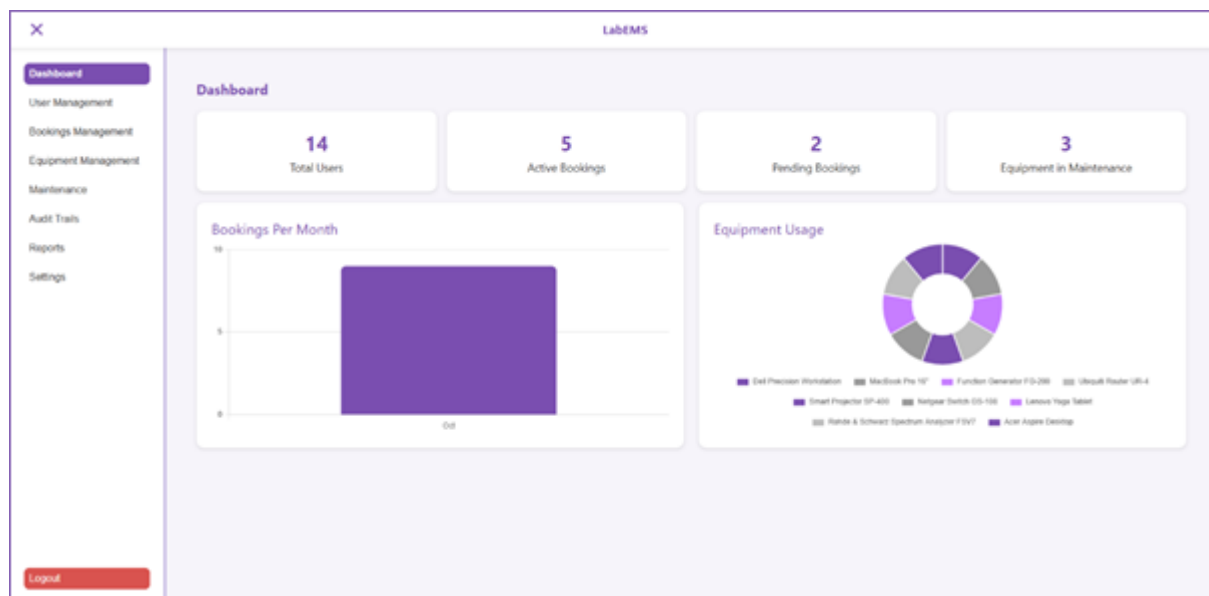 LabEMS
Dashboard
User Management
Bookings Management
Equipment Management
Maintenance
Audit Trails
Reports
Settings
Logout
Dashboard
14
Total Users
5
Active Bookings
2
Pending Bookings
3
Equipment in Maintenance
Bookings Per Month
10
5
0
Oct
Equipment Usage
Dell Precision Workstation MacBook Pro 16" Function Generator FG-200 Ubiquiti Router UR-4
Smart Projector SP-400 Netgear Switch GS-108 Lenovo Yoga Tablet
Rohde & Schwarz Spectrum Analyzer FSV7 Acer Aspire Desktop